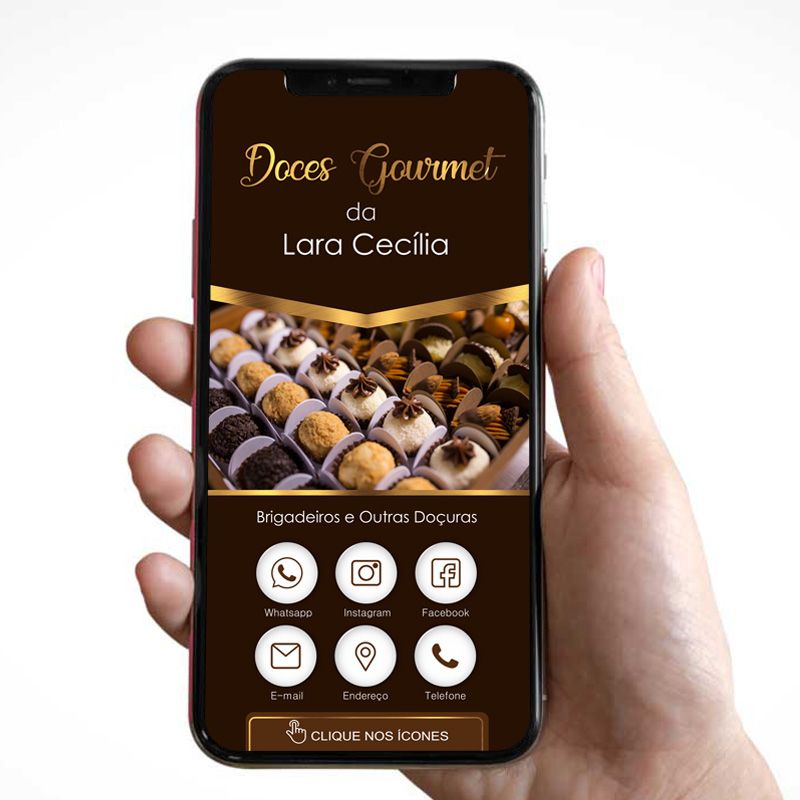 Doces Gourmet
da
Lara Cecília
Brigadeiros e Outras Doçuras
Whatsapp Instagram Facebook
E-mail Endereço Telefone
CLIQUE NOS ÍCONES